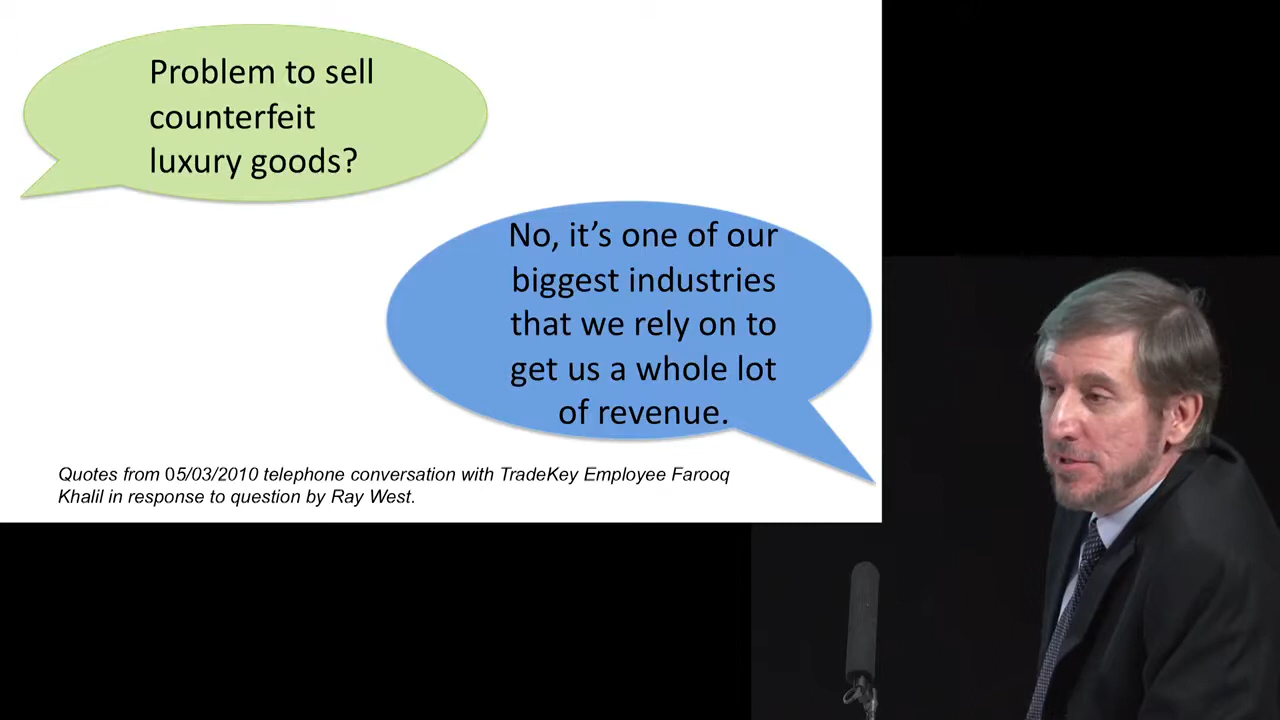 Problem to sell
counterfeit
luxury goods?
No, it’s one of our
biggest industries
that we rely on to
get us a whole lot
of revenue.
Quotes from 05/03/2010 telephone conversation with TradeKey Employee Farooq
Khalil in response to question by Ray West.